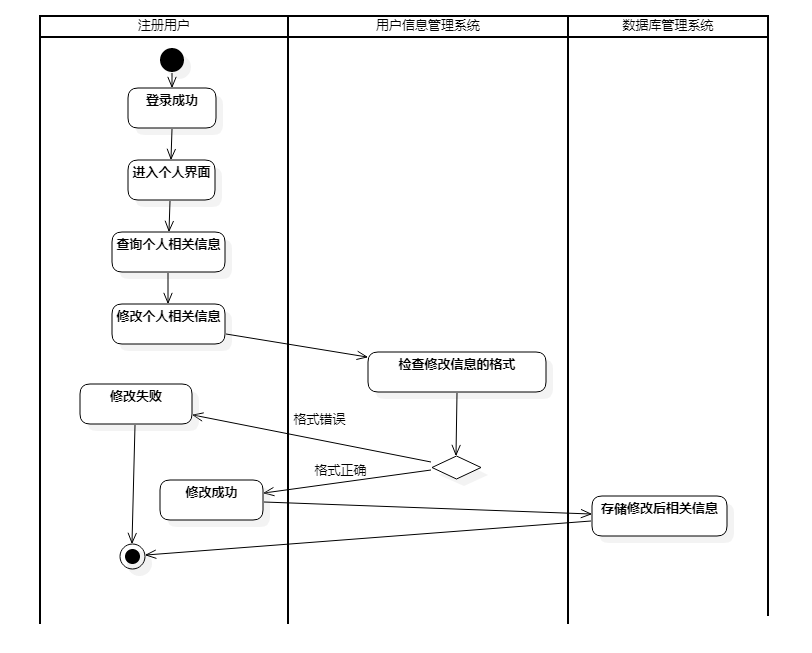 注册用户
用户信息管理系统
数据库管理系统
登录成功
进入个人界面
查询个人相关信息
修改个人相关信息
检查修改信息的格式
修改失败
格式错误
格式正确
修改成功
存储修改后相关信息